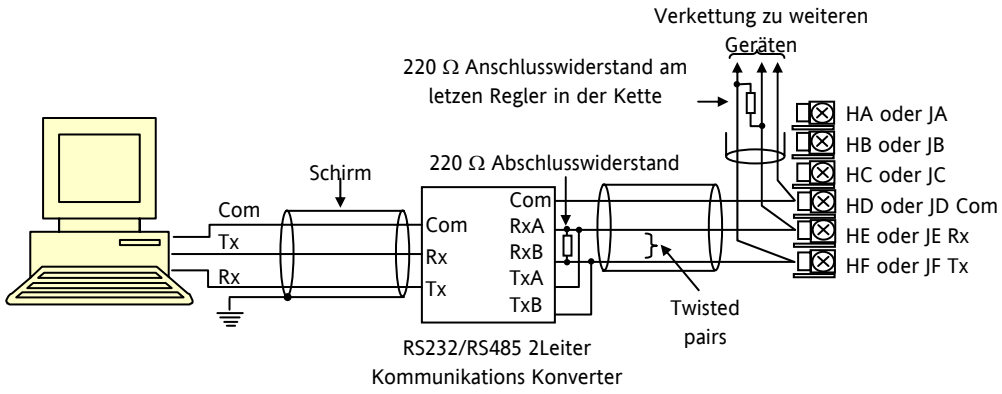 Verkettung zu weiteren
Geräten
220 Ω Anschlusswiderstand am
letzen Regler in der Kette
HA oder JA
HB oder JB
HC oder JC
HD oder JD Com
HE oder JE Rx
HF oder JF Tx
Schirm
220 Ω Abschlusswiderstand
Com
Tx
Rx
Com
Rx
Tx
Com
RxA
RxB
TxA
TxB
Twisted
pairs
RS232/RS485 2Leiter
Kommunikations Konverter